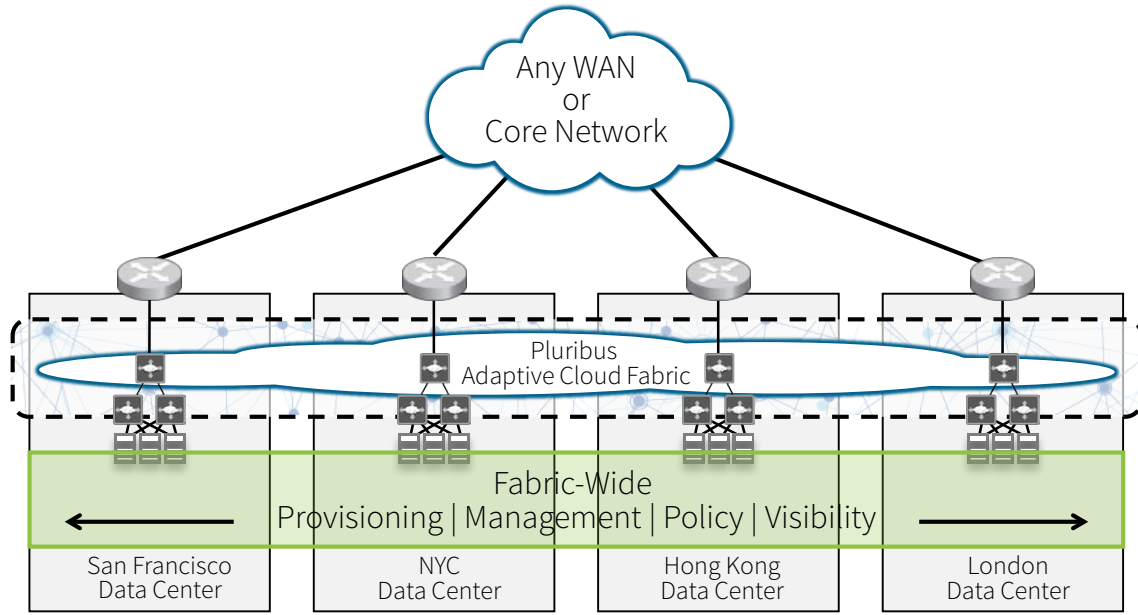 Any WAN
or
Core Network
Pluribus
Adaptive Cloud Fabric
Fabric-Wide
Provisioning | Management | Policy | Visibility
San Francisco
Data Center
NYC
Data Center
Hong Kong
Data Center
London
Data Center